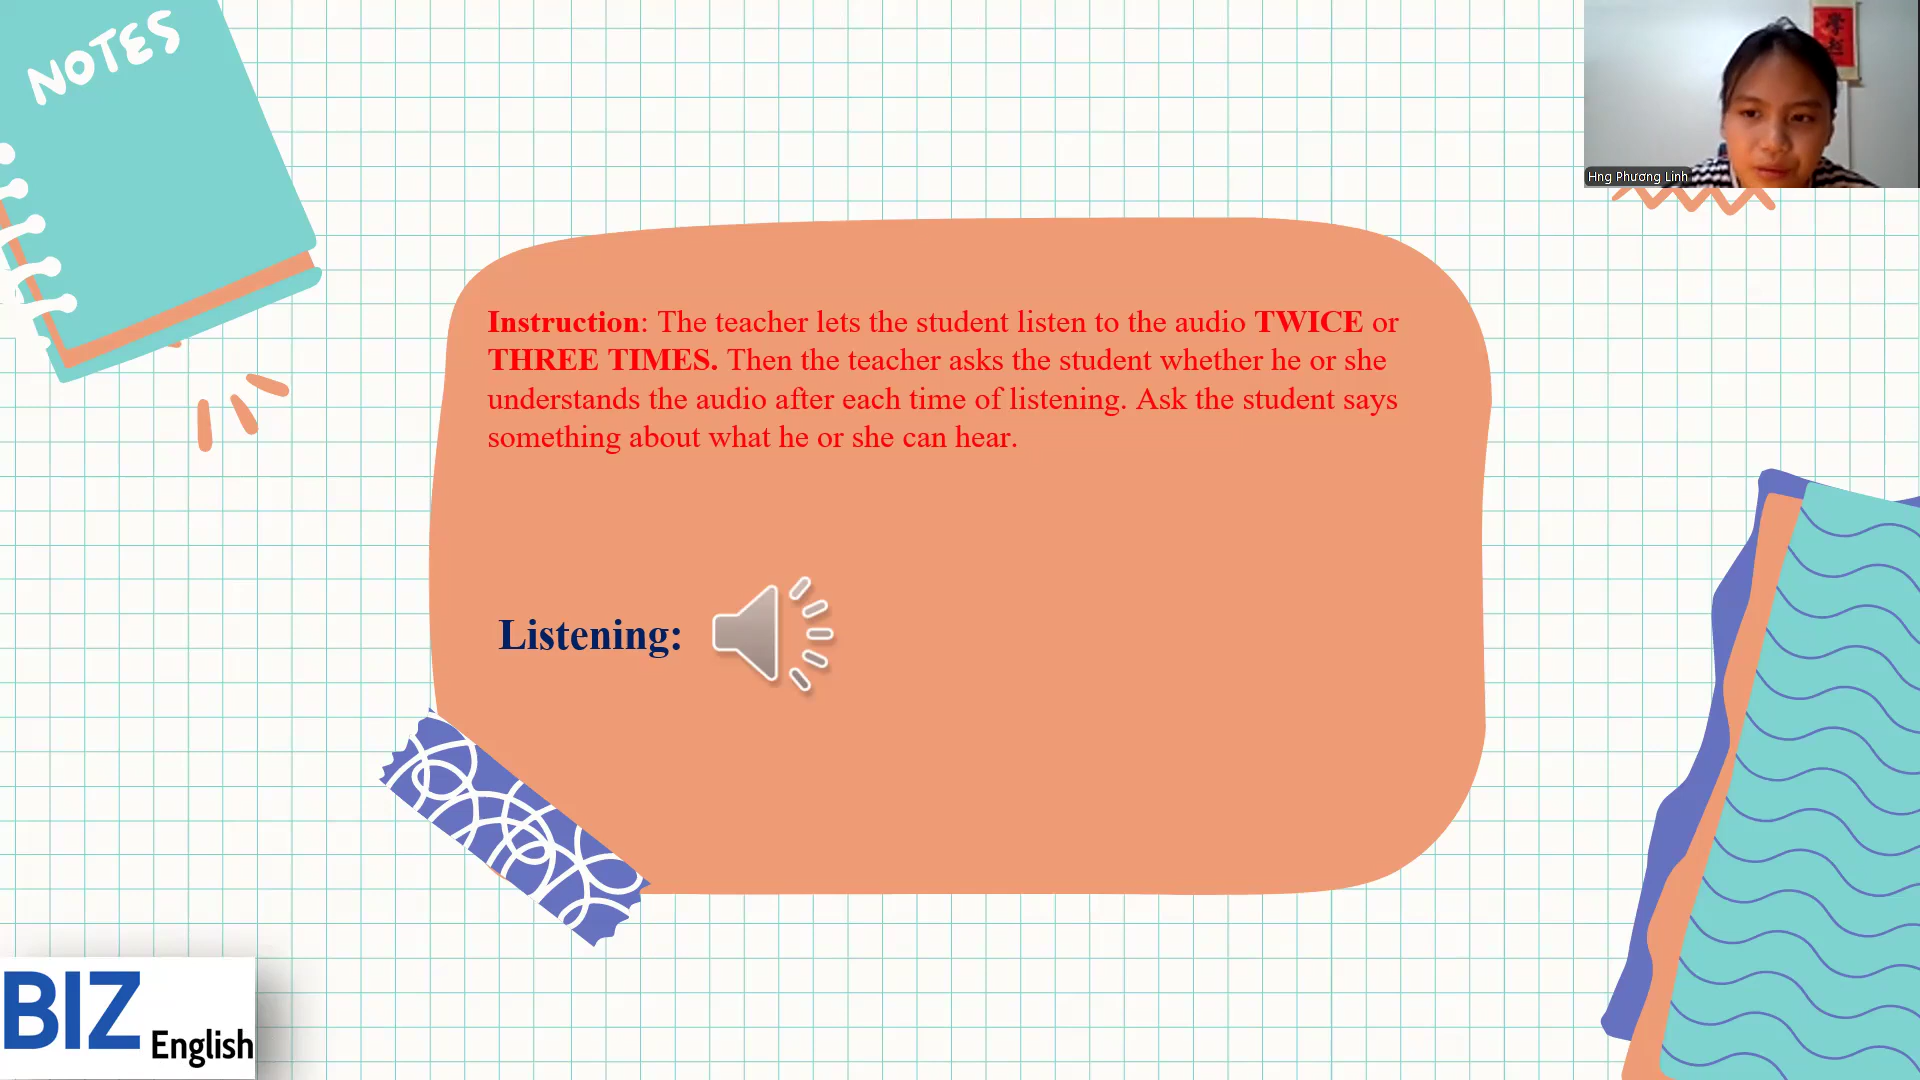 NOTES
Hng Phương Linh
Instruction: The teacher lets the student listen to the audio TWICE or
THREE TIMES. Then the teacher asks the student whether he or she
understands the audio after each time of listening. Ask the student says
something about what he or she can hear.
Listening:
BIZ
English